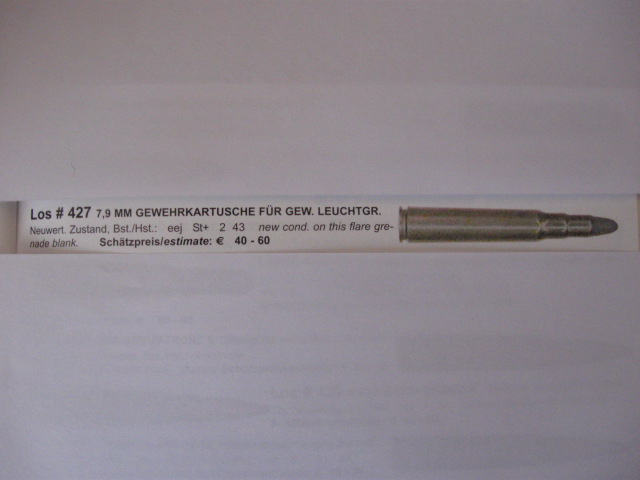 Los # 427 7,9 MM GEWEHRKARTUSCHE FÜR GEW. LEUCHTGR.
Neuwert. Zustand, Bst./Hst.: eej St+ 2 43 new cond. on this flare gre-
nade blank. Schätzpreis/estimate: € 40 - 60